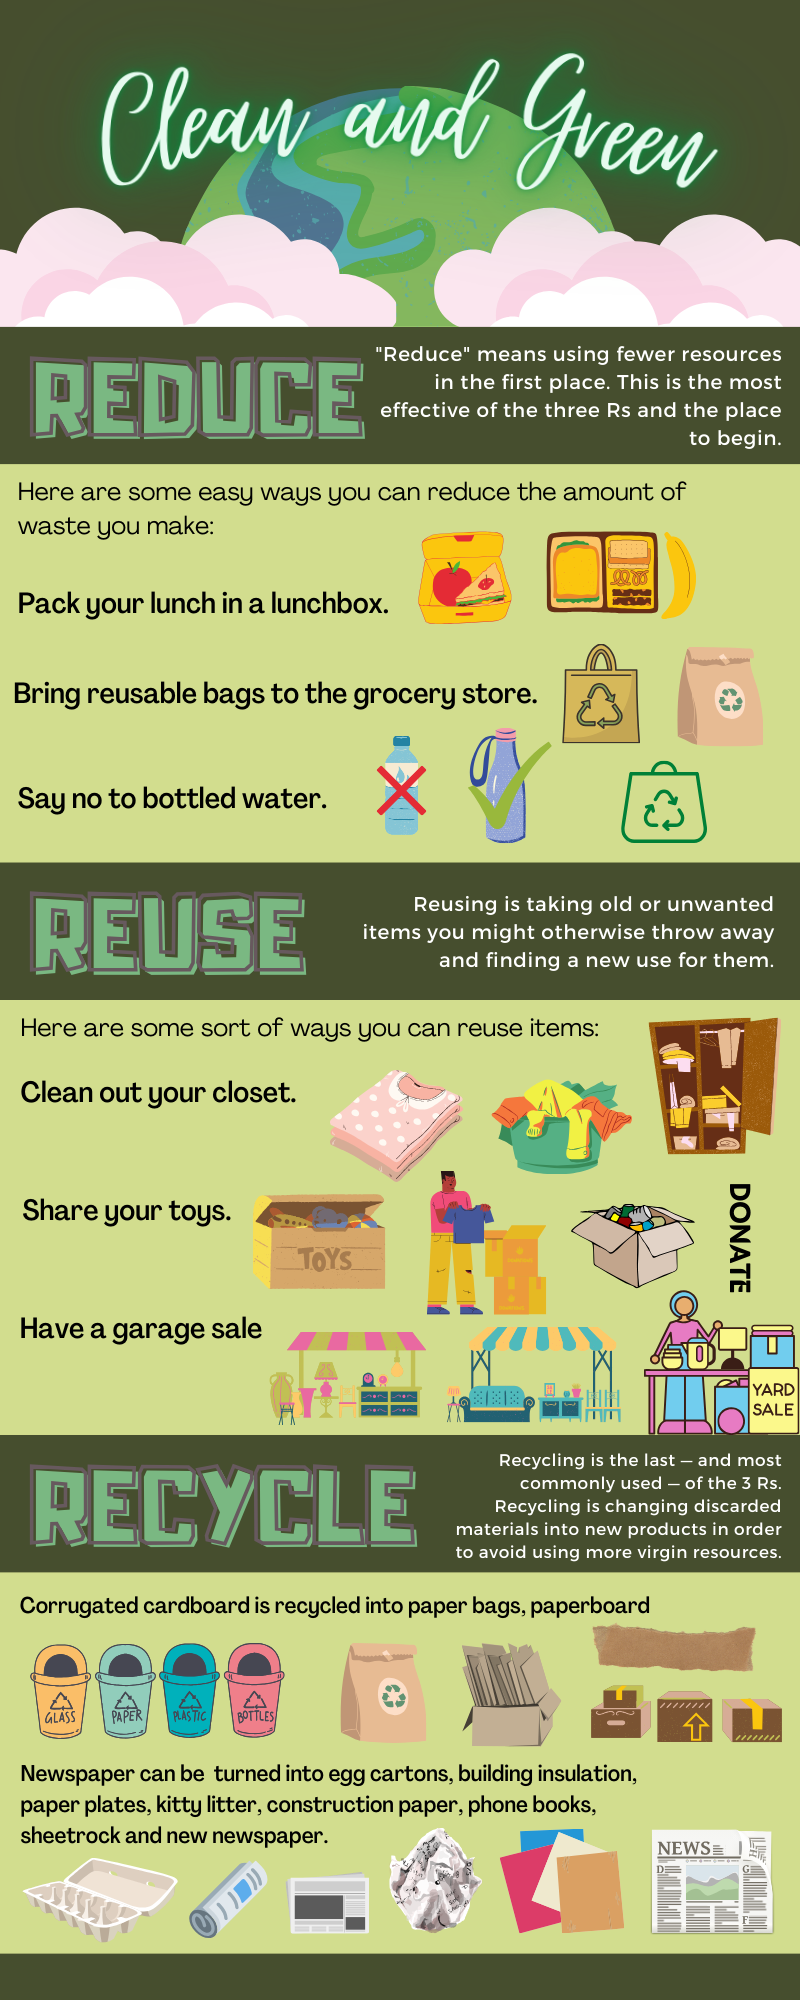 Clean and Green
REDUCE
"Reduce" means using fewer resources
in the first place. This is the most
effective of the three Rs and the place
to begin.
Here are some easy ways you can reduce the amount of
waste you make:
Pack your lunch in a lunchbox.
Bring reusable bags to the grocery store.
Say no to bottled water.
REUSE
Reusing is taking old or unwanted
items you might otherwise throw away
and finding a new use for them.
Here are some sort of ways you can reuse items:
Clean out your closet.
Share your toys.
TOYS
DONATE
Have a garage sale
YARD
SALE
RECYCLE
Recycling is the last — and most
commonly used — of the 3 Rs.
Recycling is changing discarded
materials into new products in order
to avoid using more virgin resources.
Corrugated cardboard is recycled into paper bags, paperboard
GLASS
PAPER
PLASTIC
BOTTLES
Newspaper can be turned into egg cartons, building insulation,
paper plates, kitty litter, construction paper, phone books,
sheetrock and new newspaper.
NEWS
D
G
F